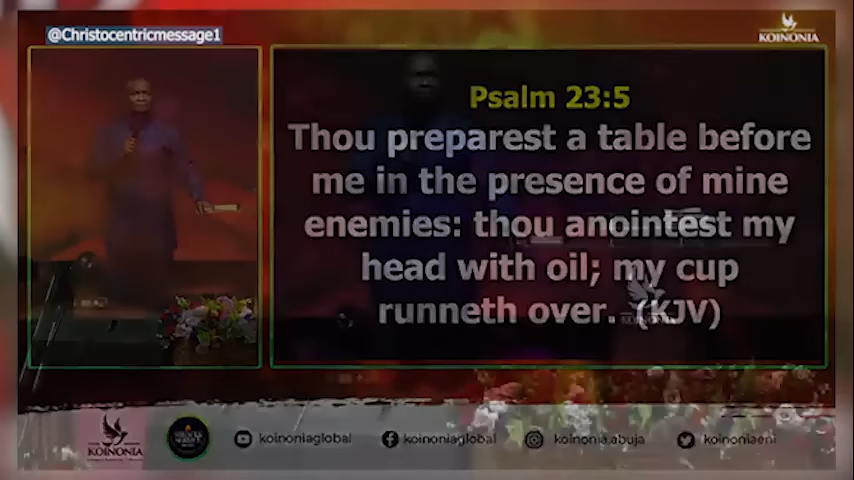 @Christocentricmessage1
KOINONIA
Psalm 23:5
Thou preparest a table before
me in the presence of mine
enemies: thou anointest my
head with oil; my cup
runneth over. (KJV)
KOINONIA
KOINONIA
koinoniaglobal
koinoniaglobal
koinonia.abuja
koinoniaeni